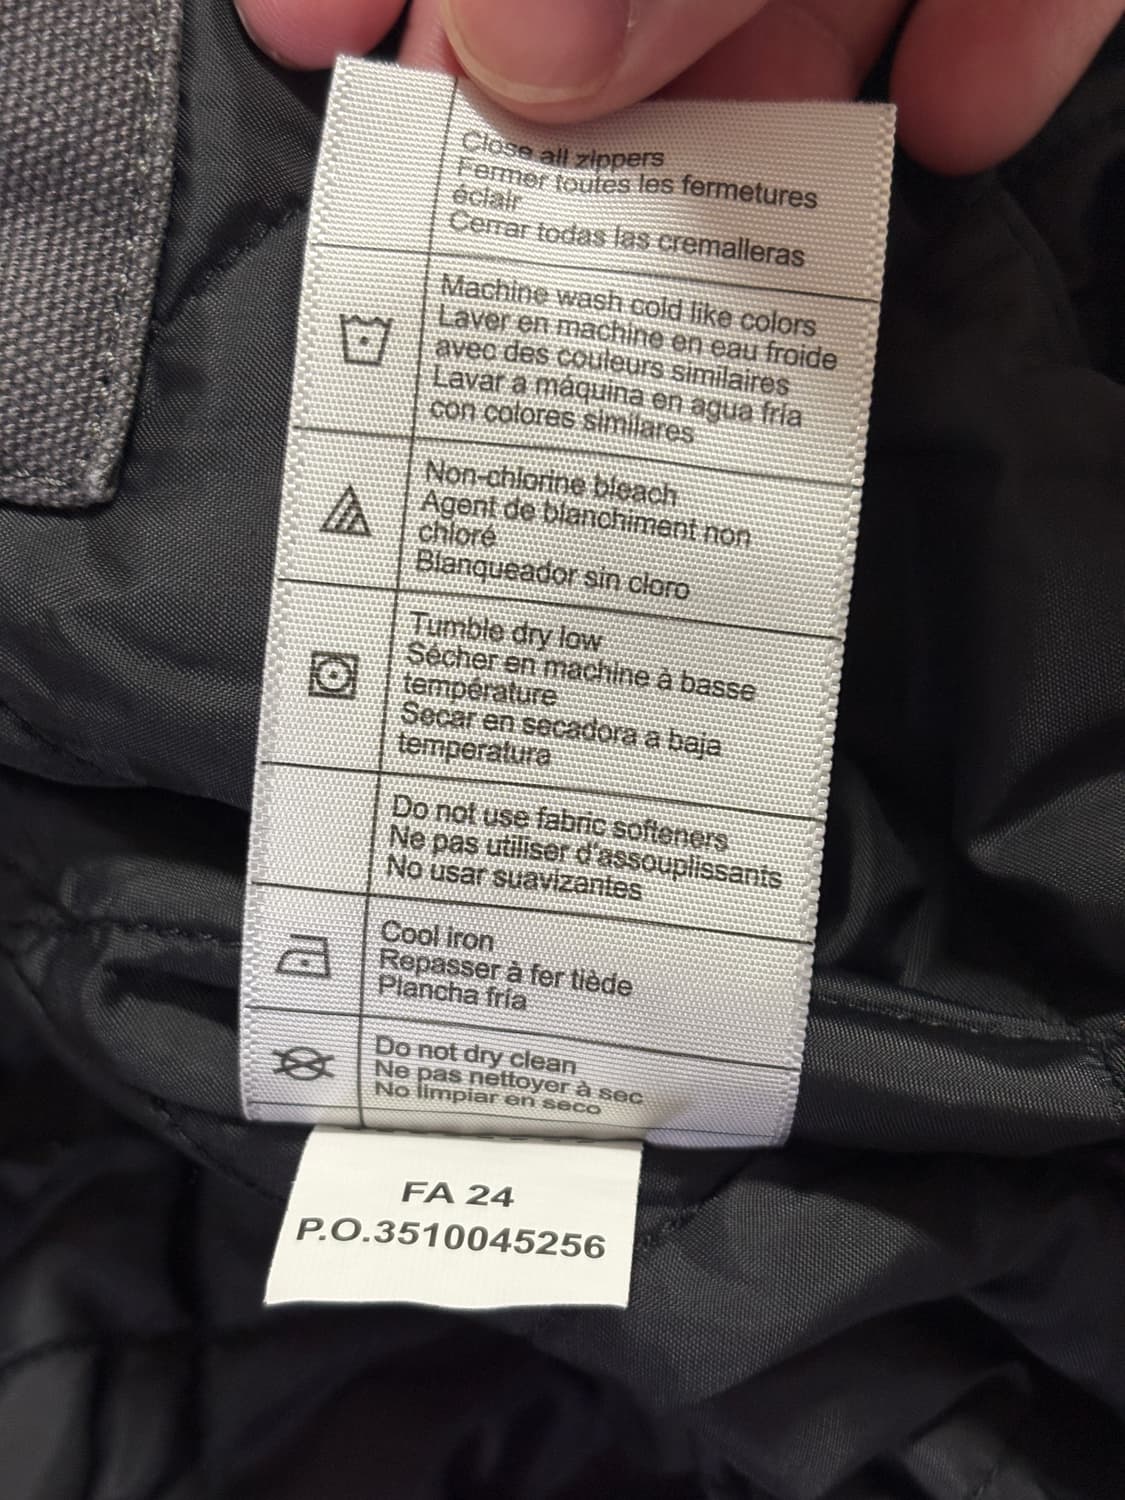 Close all zippers
Fermer toutes les fermetures
éclair
Cerrar todas las cremalleras
Machine wash cold like colors
Laver en machine en eau froide
avec des couleurs similaires
Lavar a máquina en agua fría
con colores similares
Non-chlorine bleach
Agent de blanchiment non
chloré
Blanqueador sin cloro
Tumble dry low
Sécher en machine à basse
température
Secar en secadora a baja
temperatura
Do not use fabric softeners
Ne pas utiliser d'assouplissants
No usar suavizantes
Cool iron
Repasser à fer tiède
Plancha fría
Do not dry clean
Ne pas nettoyer à sec
No limpiar en seco
FA 24
P.O.3510045256